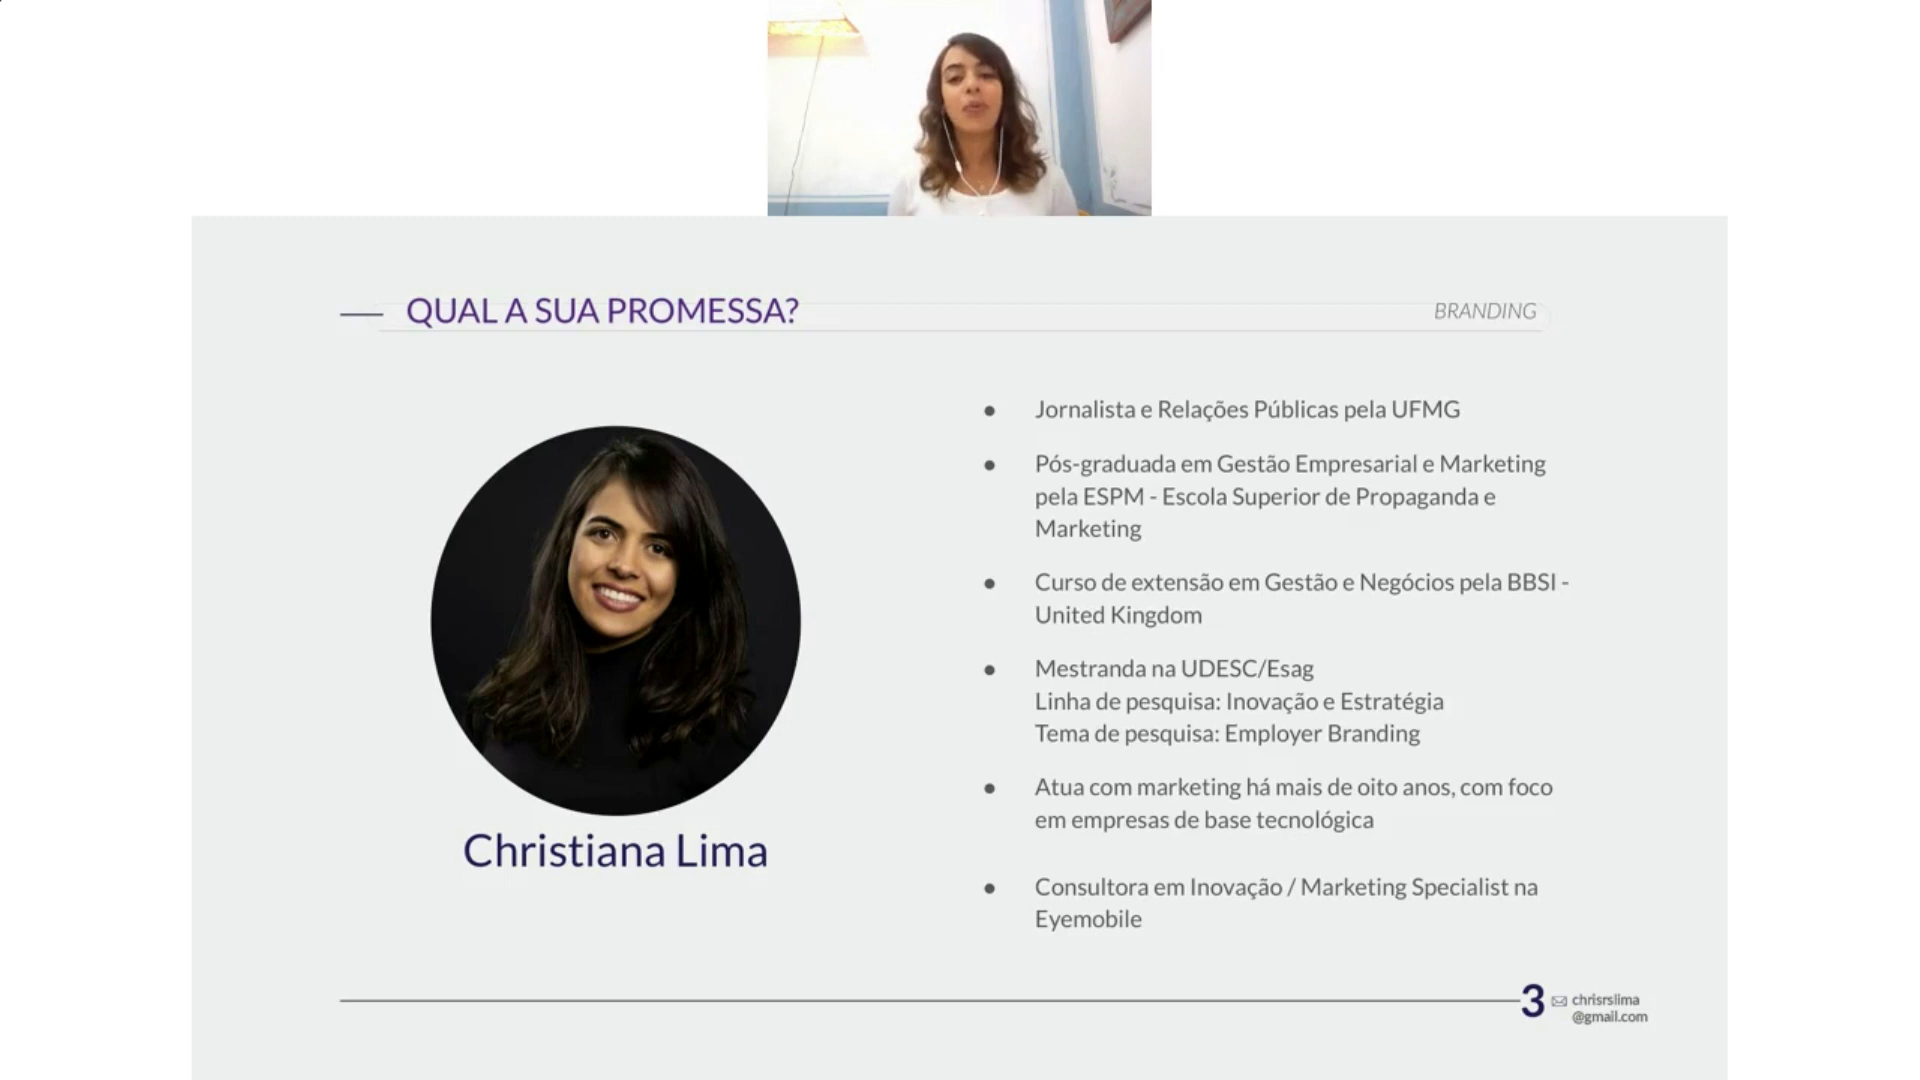 QUAL A SUA PROMESSA?
BRANDING
● Jornalista e Relações Públicas pela UFMG
● Pós-graduada em Gestão Empresarial e Marketing
pela ESPM - Escola Superior de Propaganda e
Marketing
● Curso de extensão em Gestão e Negócios pela BBSI -
United Kingdom
● Mestranda na UDESC/Esag
Linha de pesquisa: Inovação e Estratégia
Tema de pesquisa: Employer Branding
● Atua com marketing há mais de oito anos, com foco
em empresas de base tecnológica
● Consultora em Inovação / Marketing Specialist na
Eyemobile
Christiana Lima
3
chrisrslima
@gmail.com